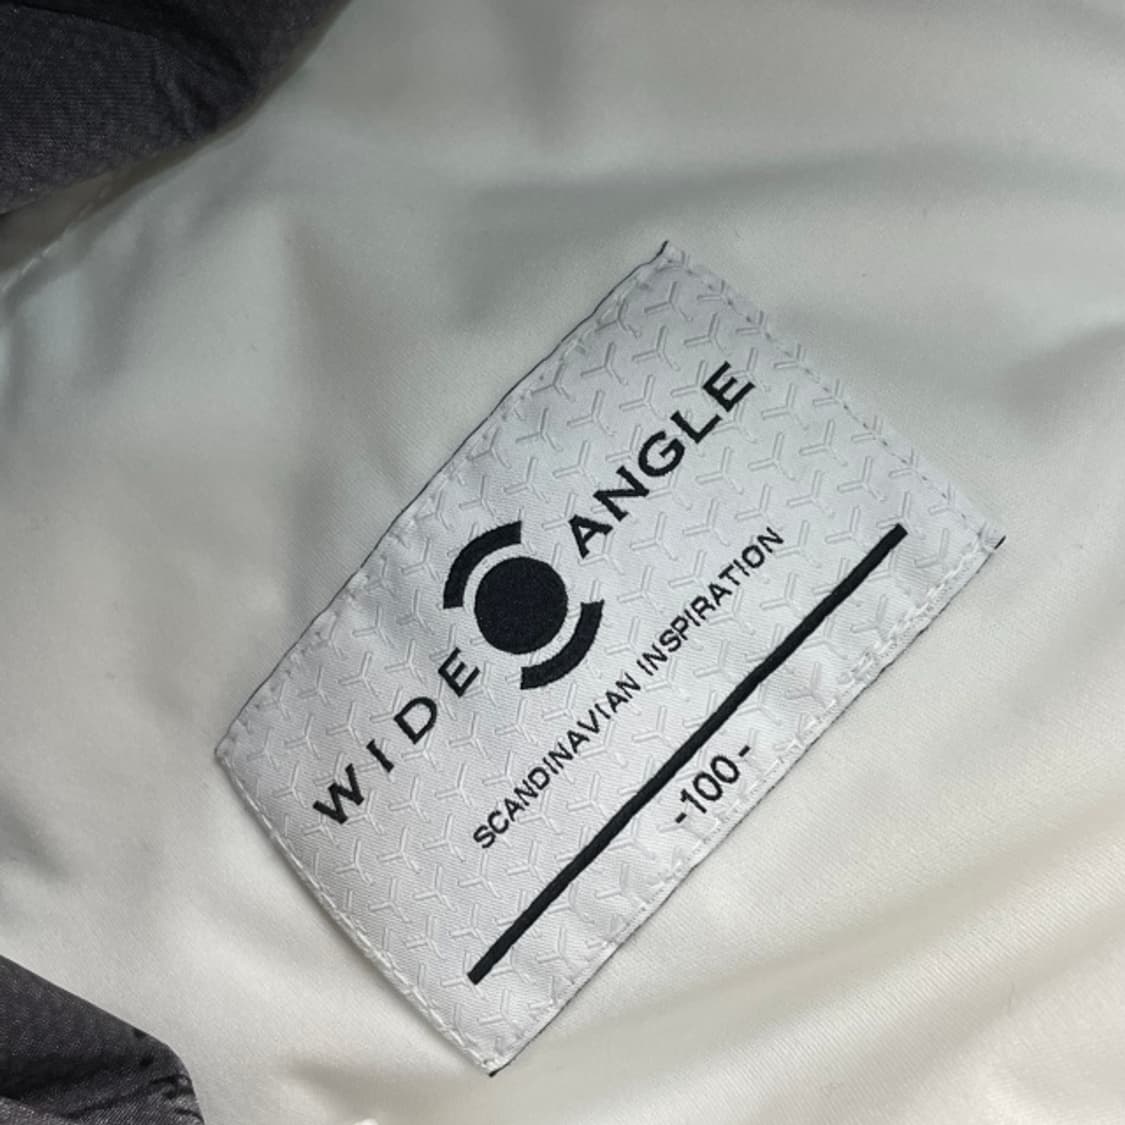 WIDE ANGLE
SCANDINAVIAN INSPIRATION
-100-